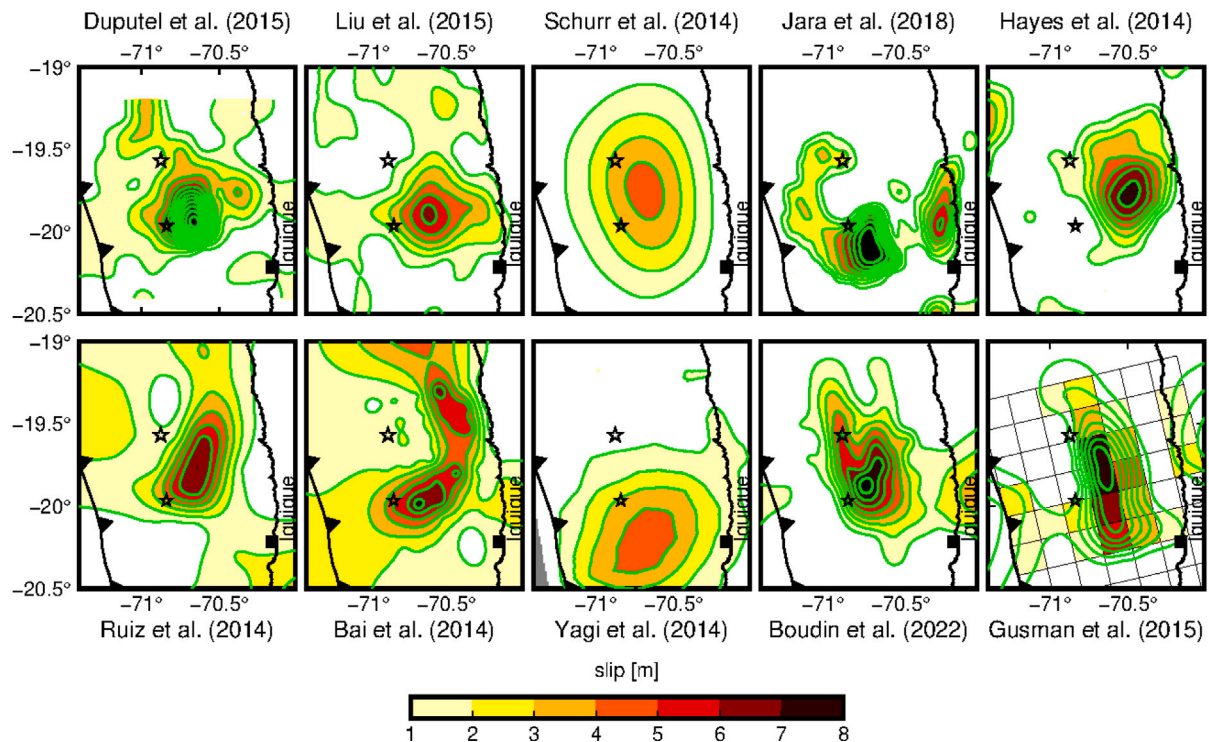 Duputel et al. (2015) Liu et al. (2015) Schurr et al. (2014) Jara et al. (2018) Hayes et al. (2014)
−71° −70.5° −71° −70.5° −71° −70.5° −71° −70.5° −71° −70.5°
−19°
−19.5°
−20°
−20.5°
Iquique Iquique Iquique Iquique Iquique
−19°
−19.5°
−20°
−20.5°
Iquique Iquique Iquique Iquique Iquique
−71° −70.5° −71° −70.5° −71° −70.5° −71° −70.5° −71° −70.5°
Ruiz et al. (2014) Bai et al. (2014) Yagi et al. (2014) Boudin et al. (2022) Gusman et al. (2015)
slip [m]
1 2 3 4 5 6 7 8